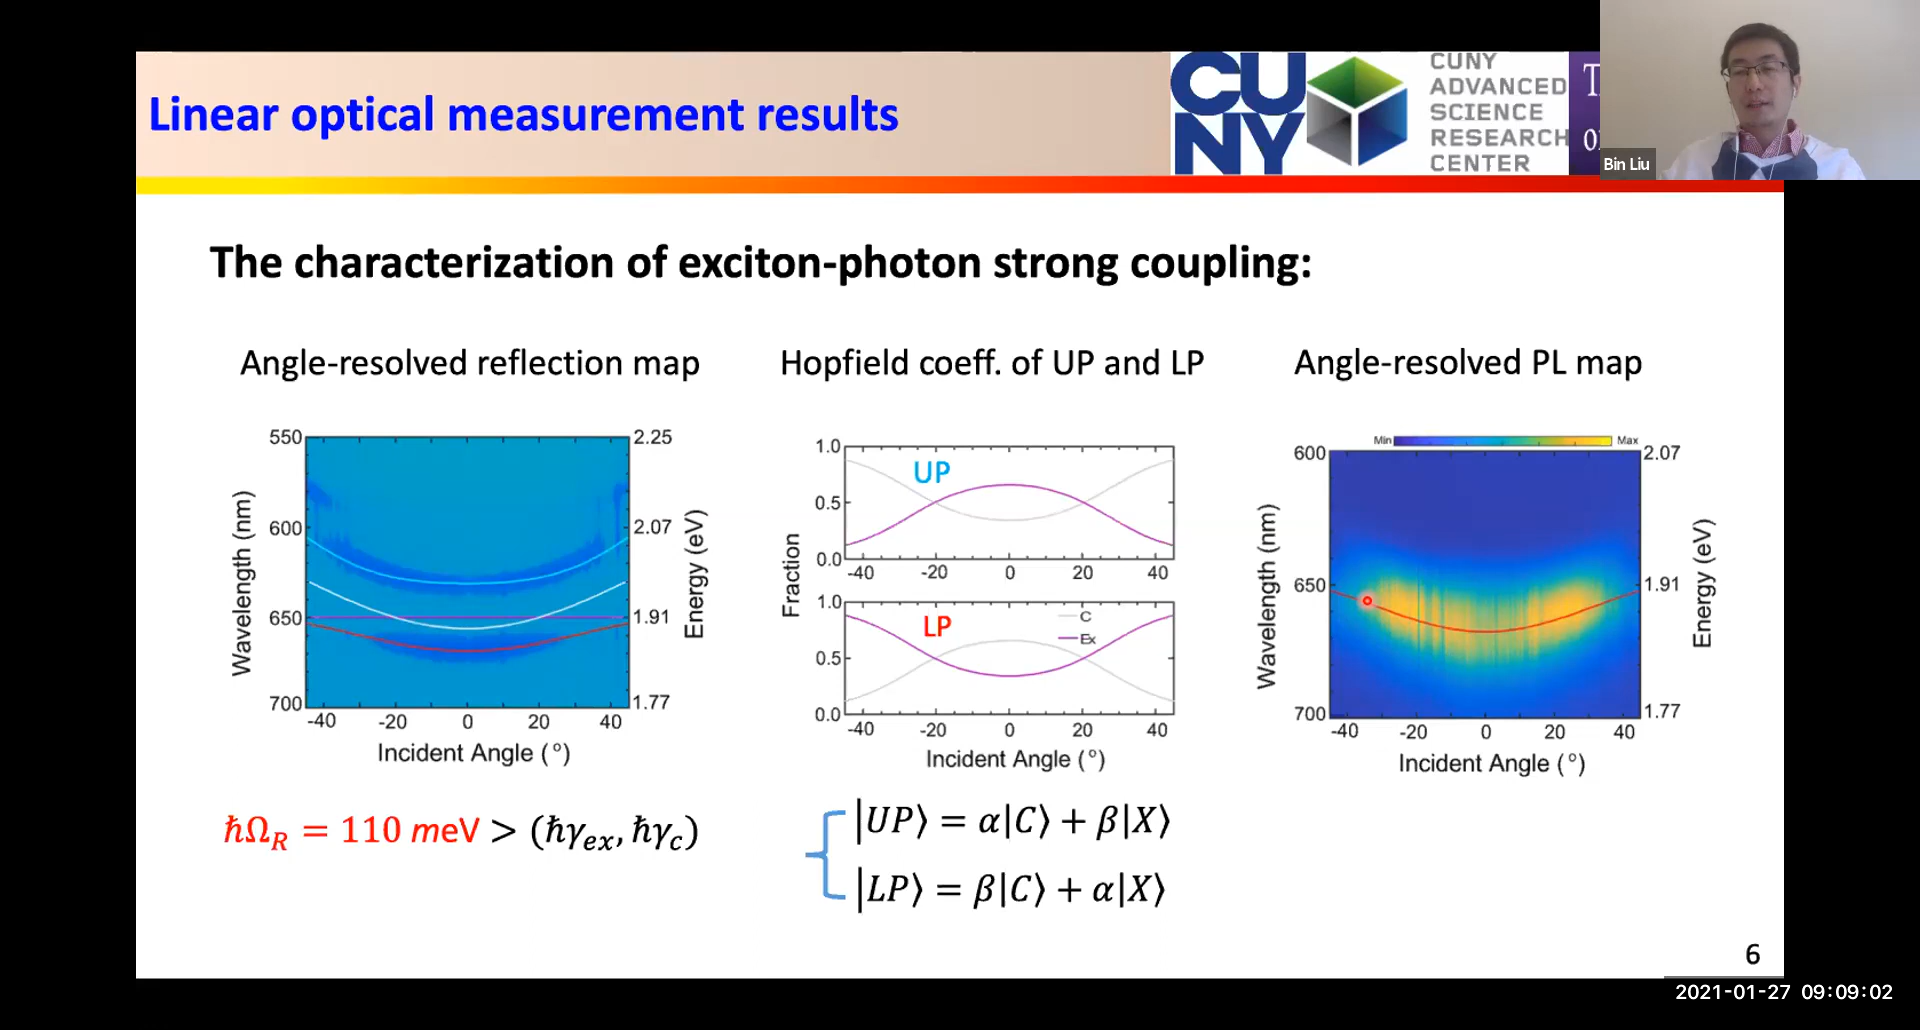 Linear optical measurement results
CU
NY
CUNY
ADVANCED
SCIENCE
RESEARCH
CENTER
Bin Liu
The characterization of exciton-photon strong coupling:
Angle-resolved reflection map
Hopfield coeff. of UP and LP
Angle-resolved PL map
550
600
650
700
Wavelength (nm)
2.25
2.07
1.91
1.77
Energy (eV)
-40 -20 0 20 40
Incident Angle (°)
Fraction
1.0
0.5
0.0
UP
-40 -20 0 20 40
1.0
0.5
0.0
LP
C
Ex
-40 -20 0 20 40
Incident Angle (°)
Min Max
600
650
700
Wavelength (nm)
2.07
1.91
1.77
Energy (eV)
-40 -20 0 20 40
Incident Angle (°)
ℏΩ_R = 110 meV > (ℏγ_ex, ℏγ_c)
|UP⟩ = α|C⟩ + β|X⟩
|LP⟩ = β|C⟩ + α|X⟩
6
2021-01-27 09:09:02